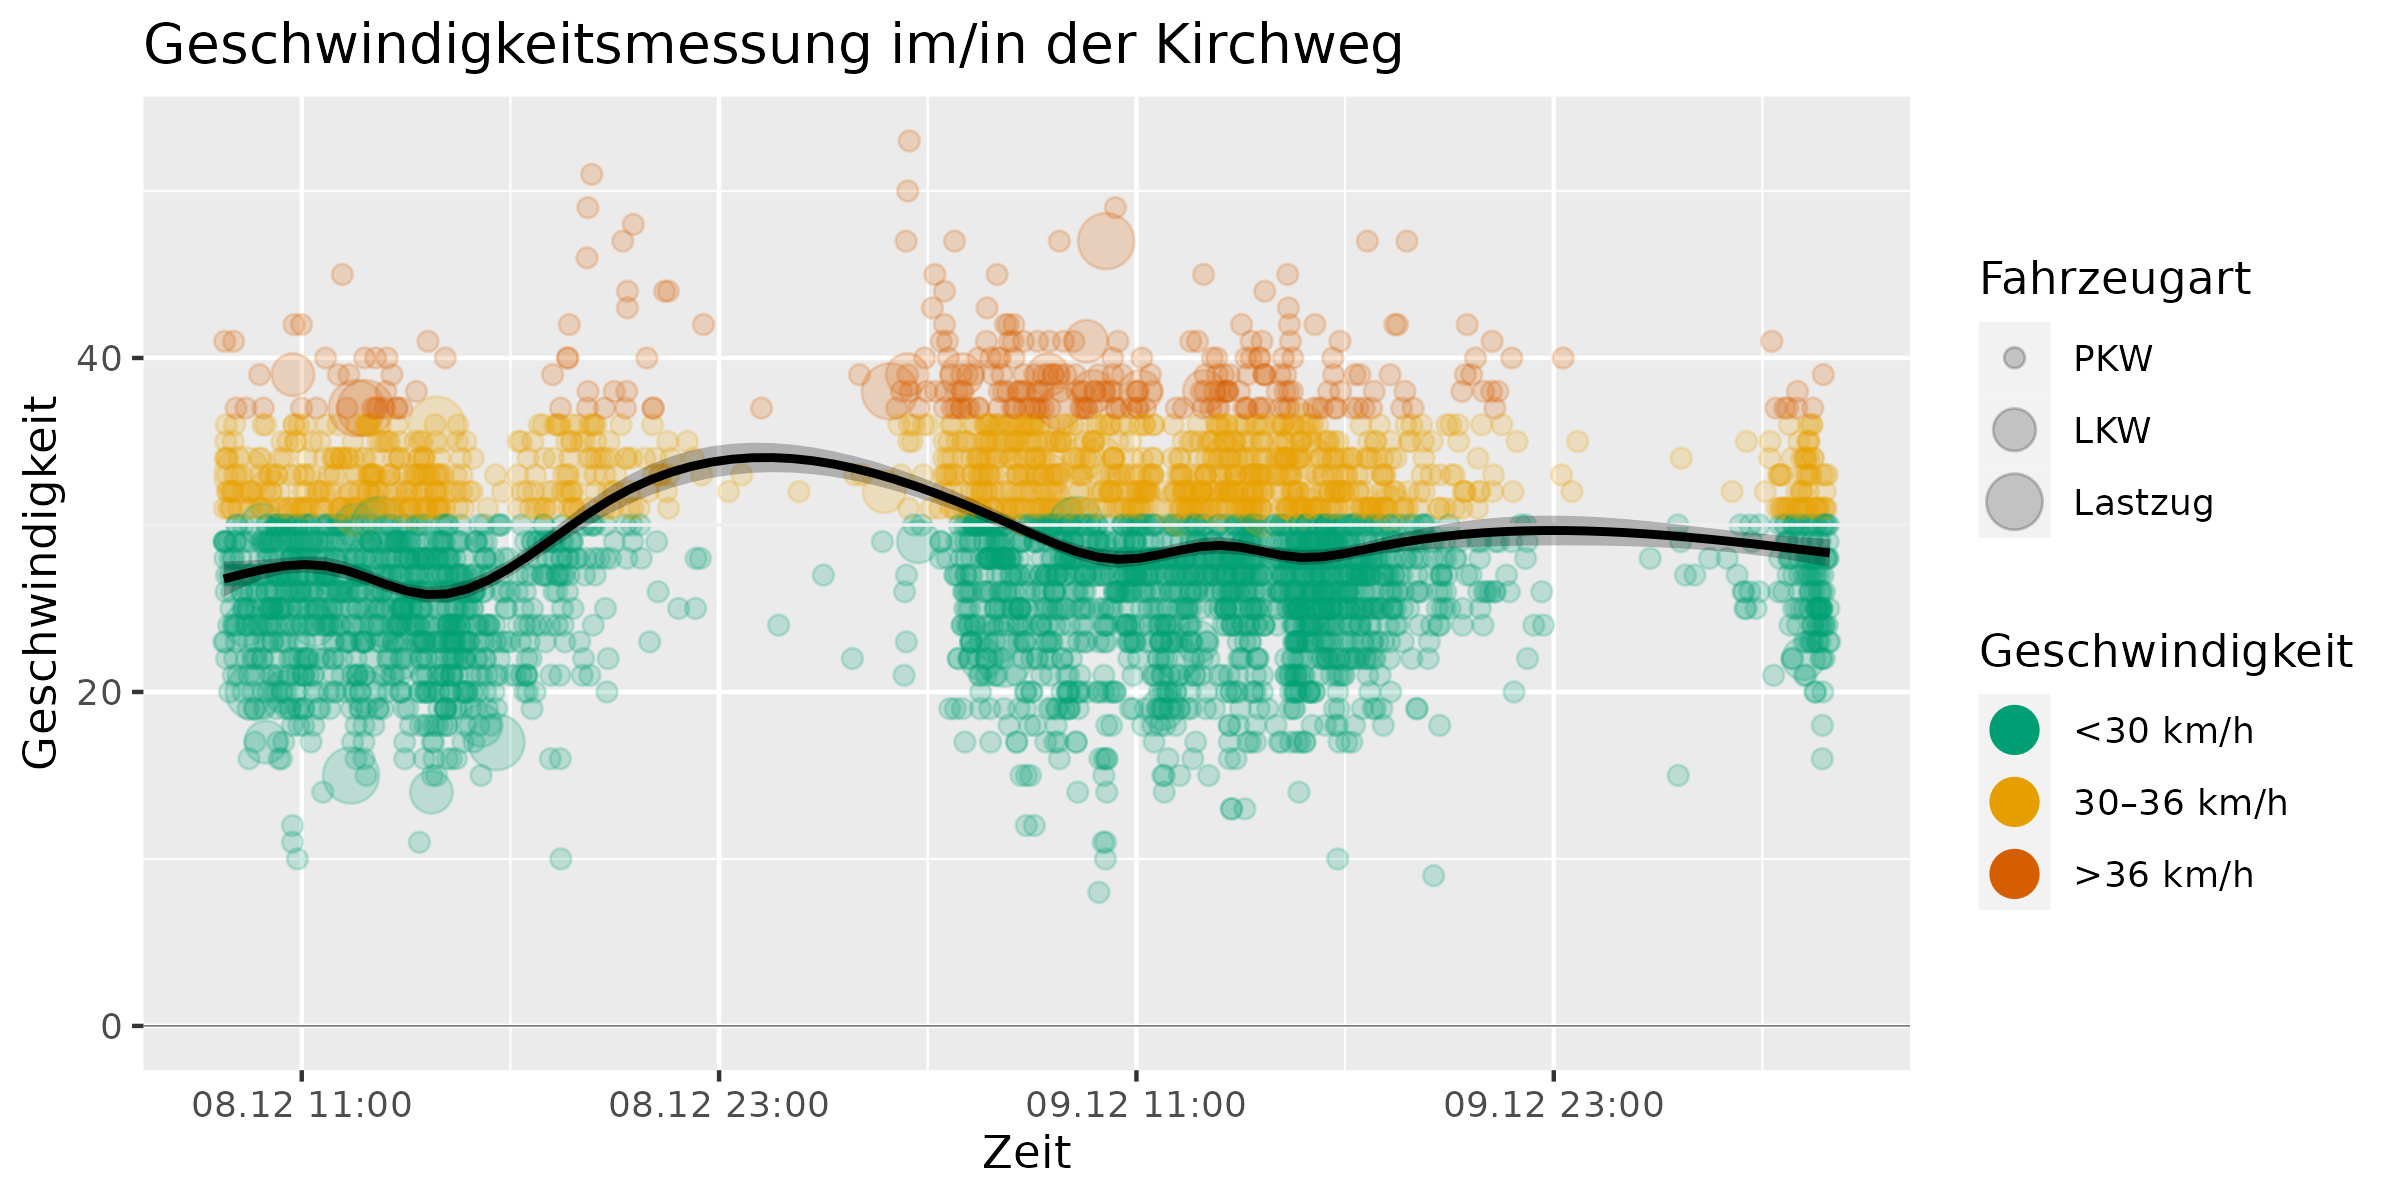 Geschwindigkeitsmessung im/in der Kirchweg
Geschwindigkeit
40
20
0
08.12 11:00
08.12 23:00
09.12 11:00
09.12 23:00
Zeit
Fahrzeugart
PKW
LKW
Lastzug
Geschwindigkeit
<30 km/h
30–36 km/h
>36 km/h